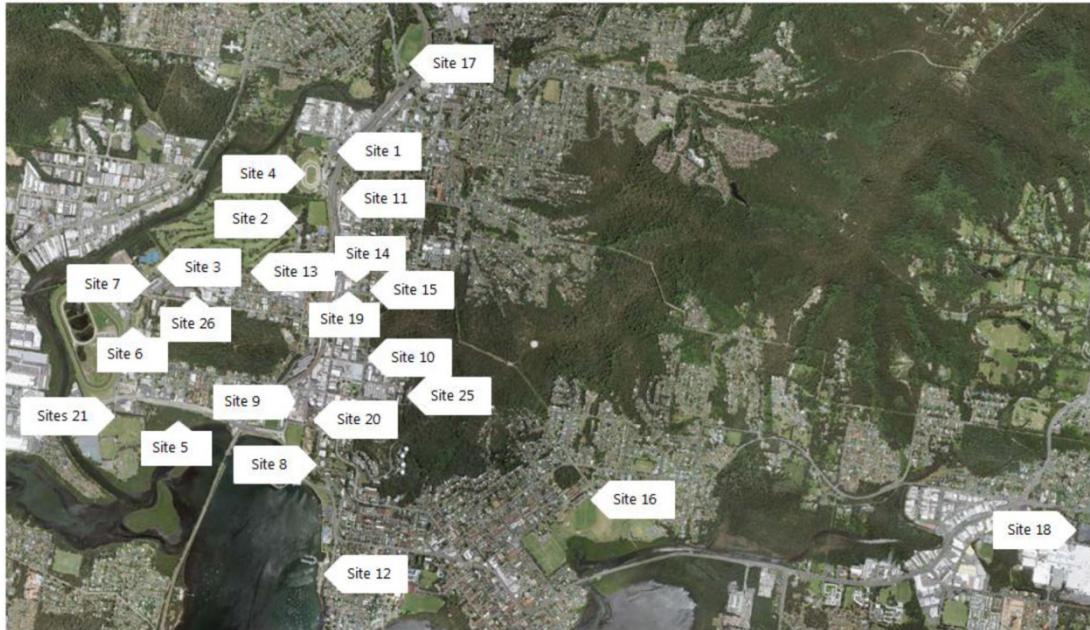 Site 17
Site 1
Site 4
Site 11
Site 2
Site 14
Site 3
Site 13
Site 7
Site 15
Site 19
Site 26
Site 6
Site 10
Site 25
Site 9
Sites 21
Site 20
Site 5
Site 8
Site 16
Site 18
Site 12